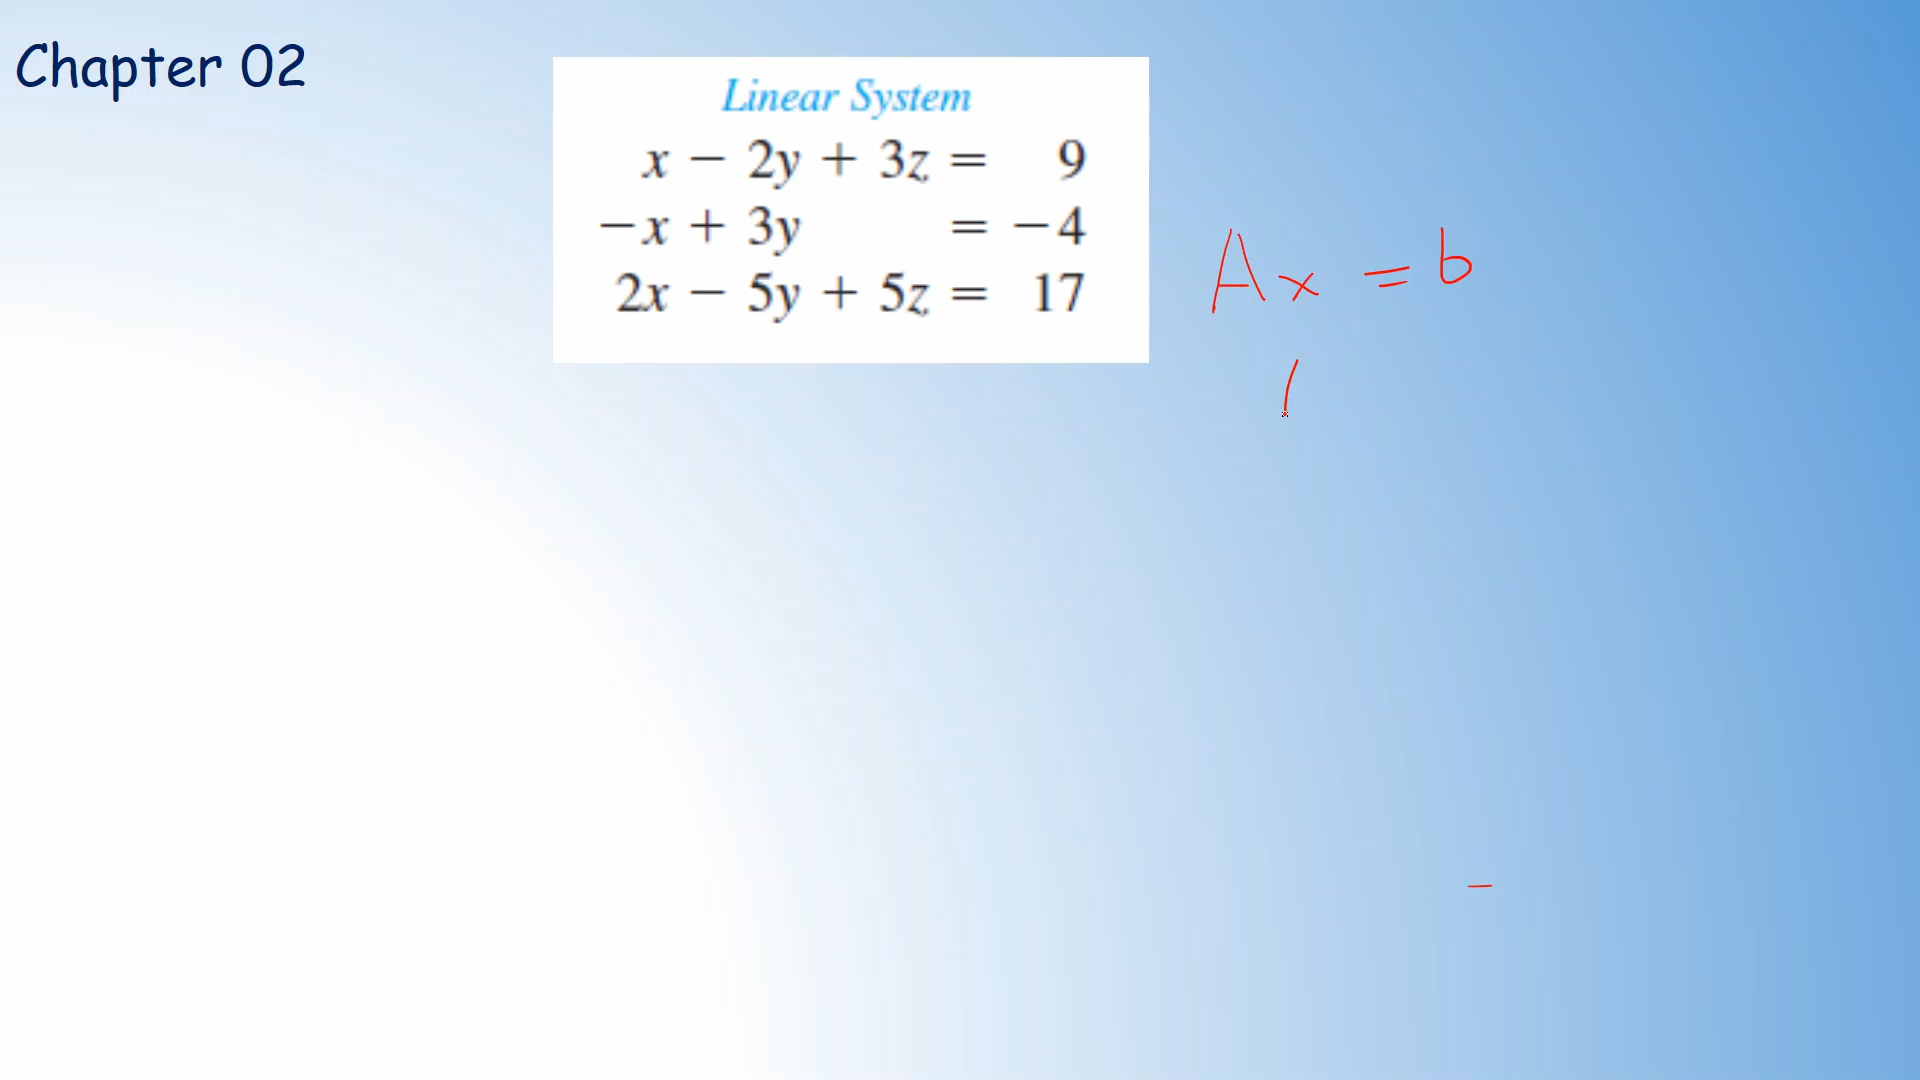 Chapter 02
Linear System
x − 2y + 3z = 9
−x + 3y = −4
2x − 5y + 5z = 17
Ax = b